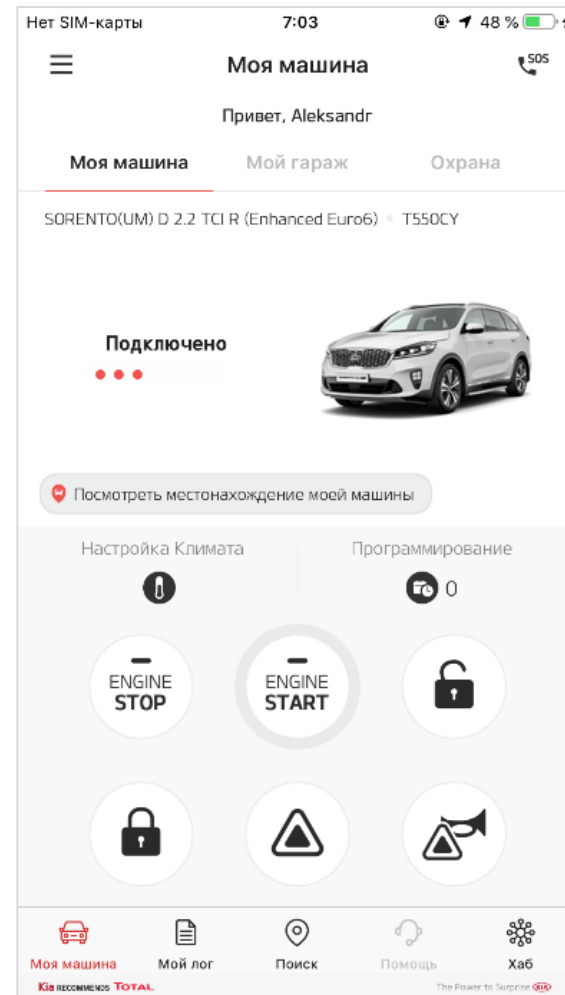 Нет SIM-карты 7:03 48 %
Моя машина SOS
Привет, Aleksandr
Моя машина Мой гараж Охрана
SORENTO(UM) D 2.2 TCI R (Enhanced Euro6) T550CY
Подключено
Посмотреть местонахождение моей машины
Настройка Климата Программирование
0
ENGINE STOP ENGINE START
Моя машина Мой лог Поиск Помощь Хаб
Kia RECOMMENDS TOTAL The Power to Surprise KIA